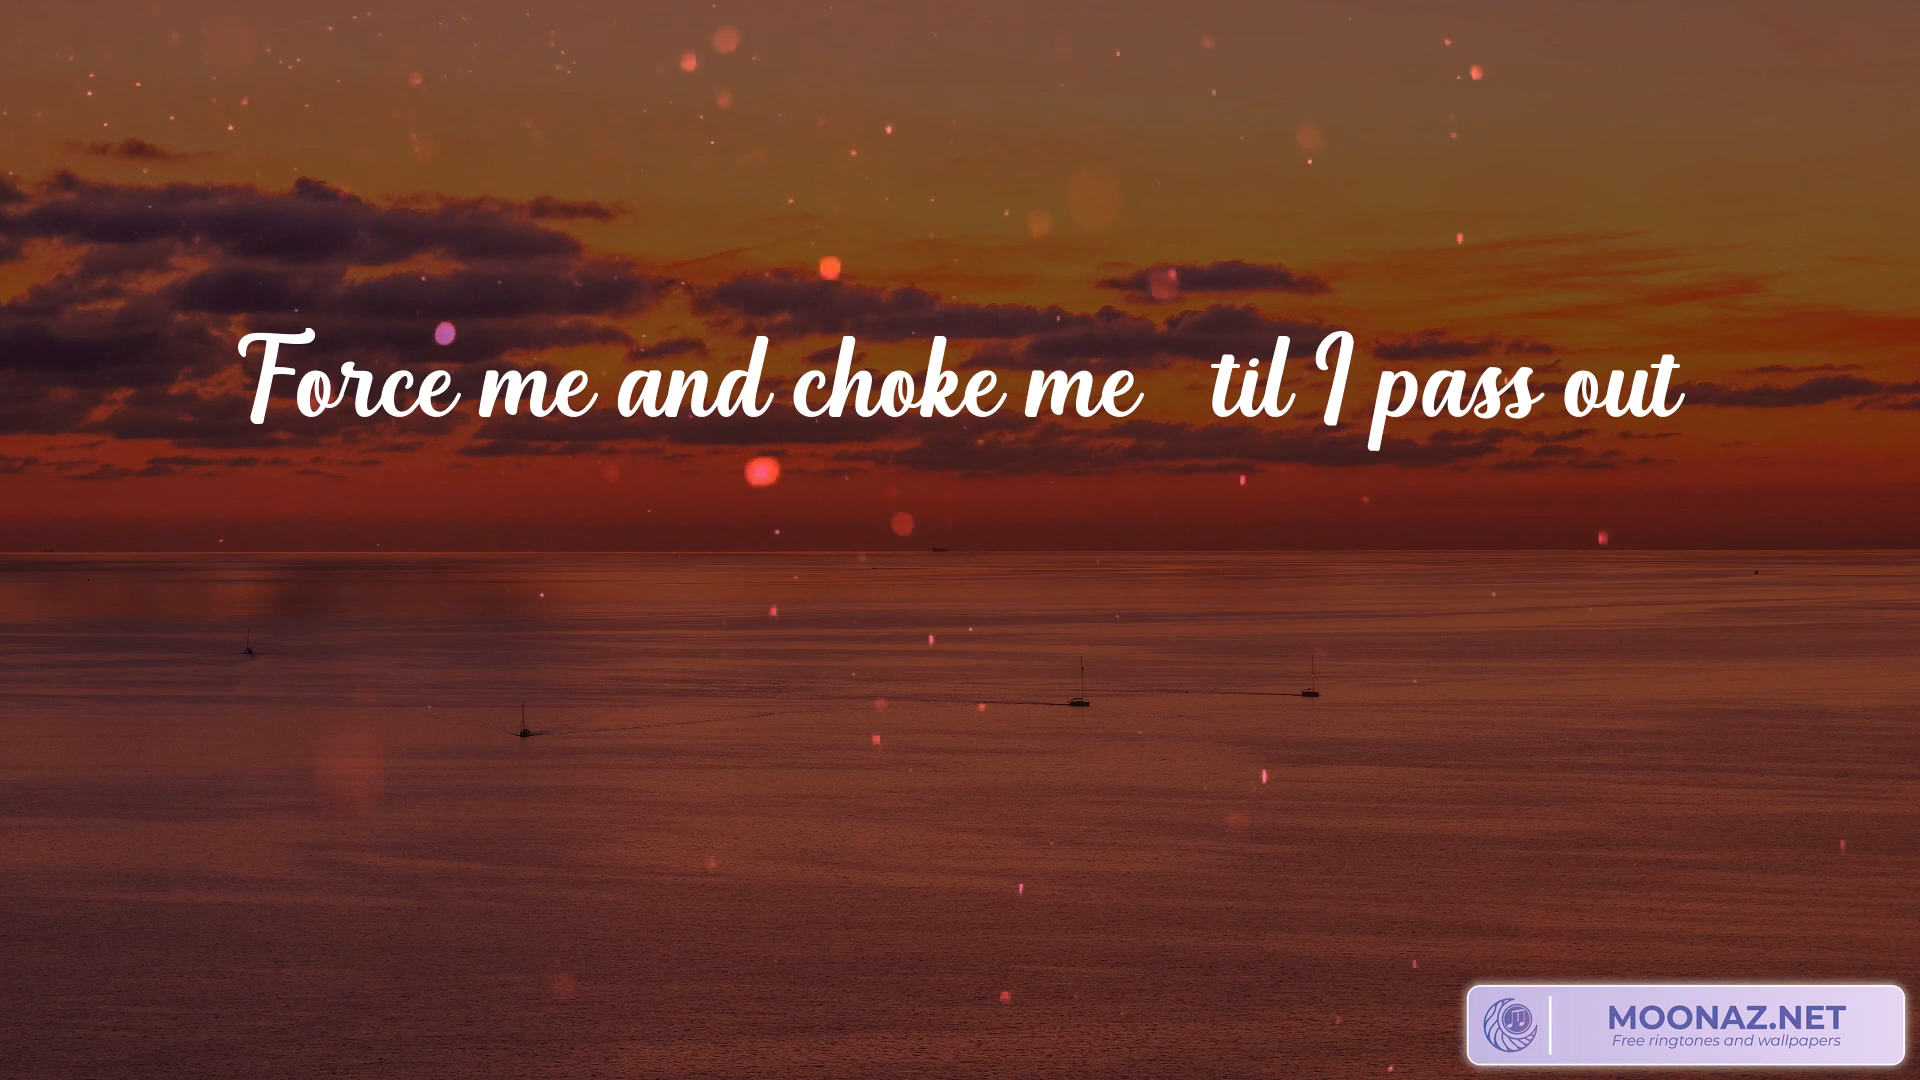 Force me and choke me til I pass out
MOONAZ.NET
Free ringtones and wallpapers